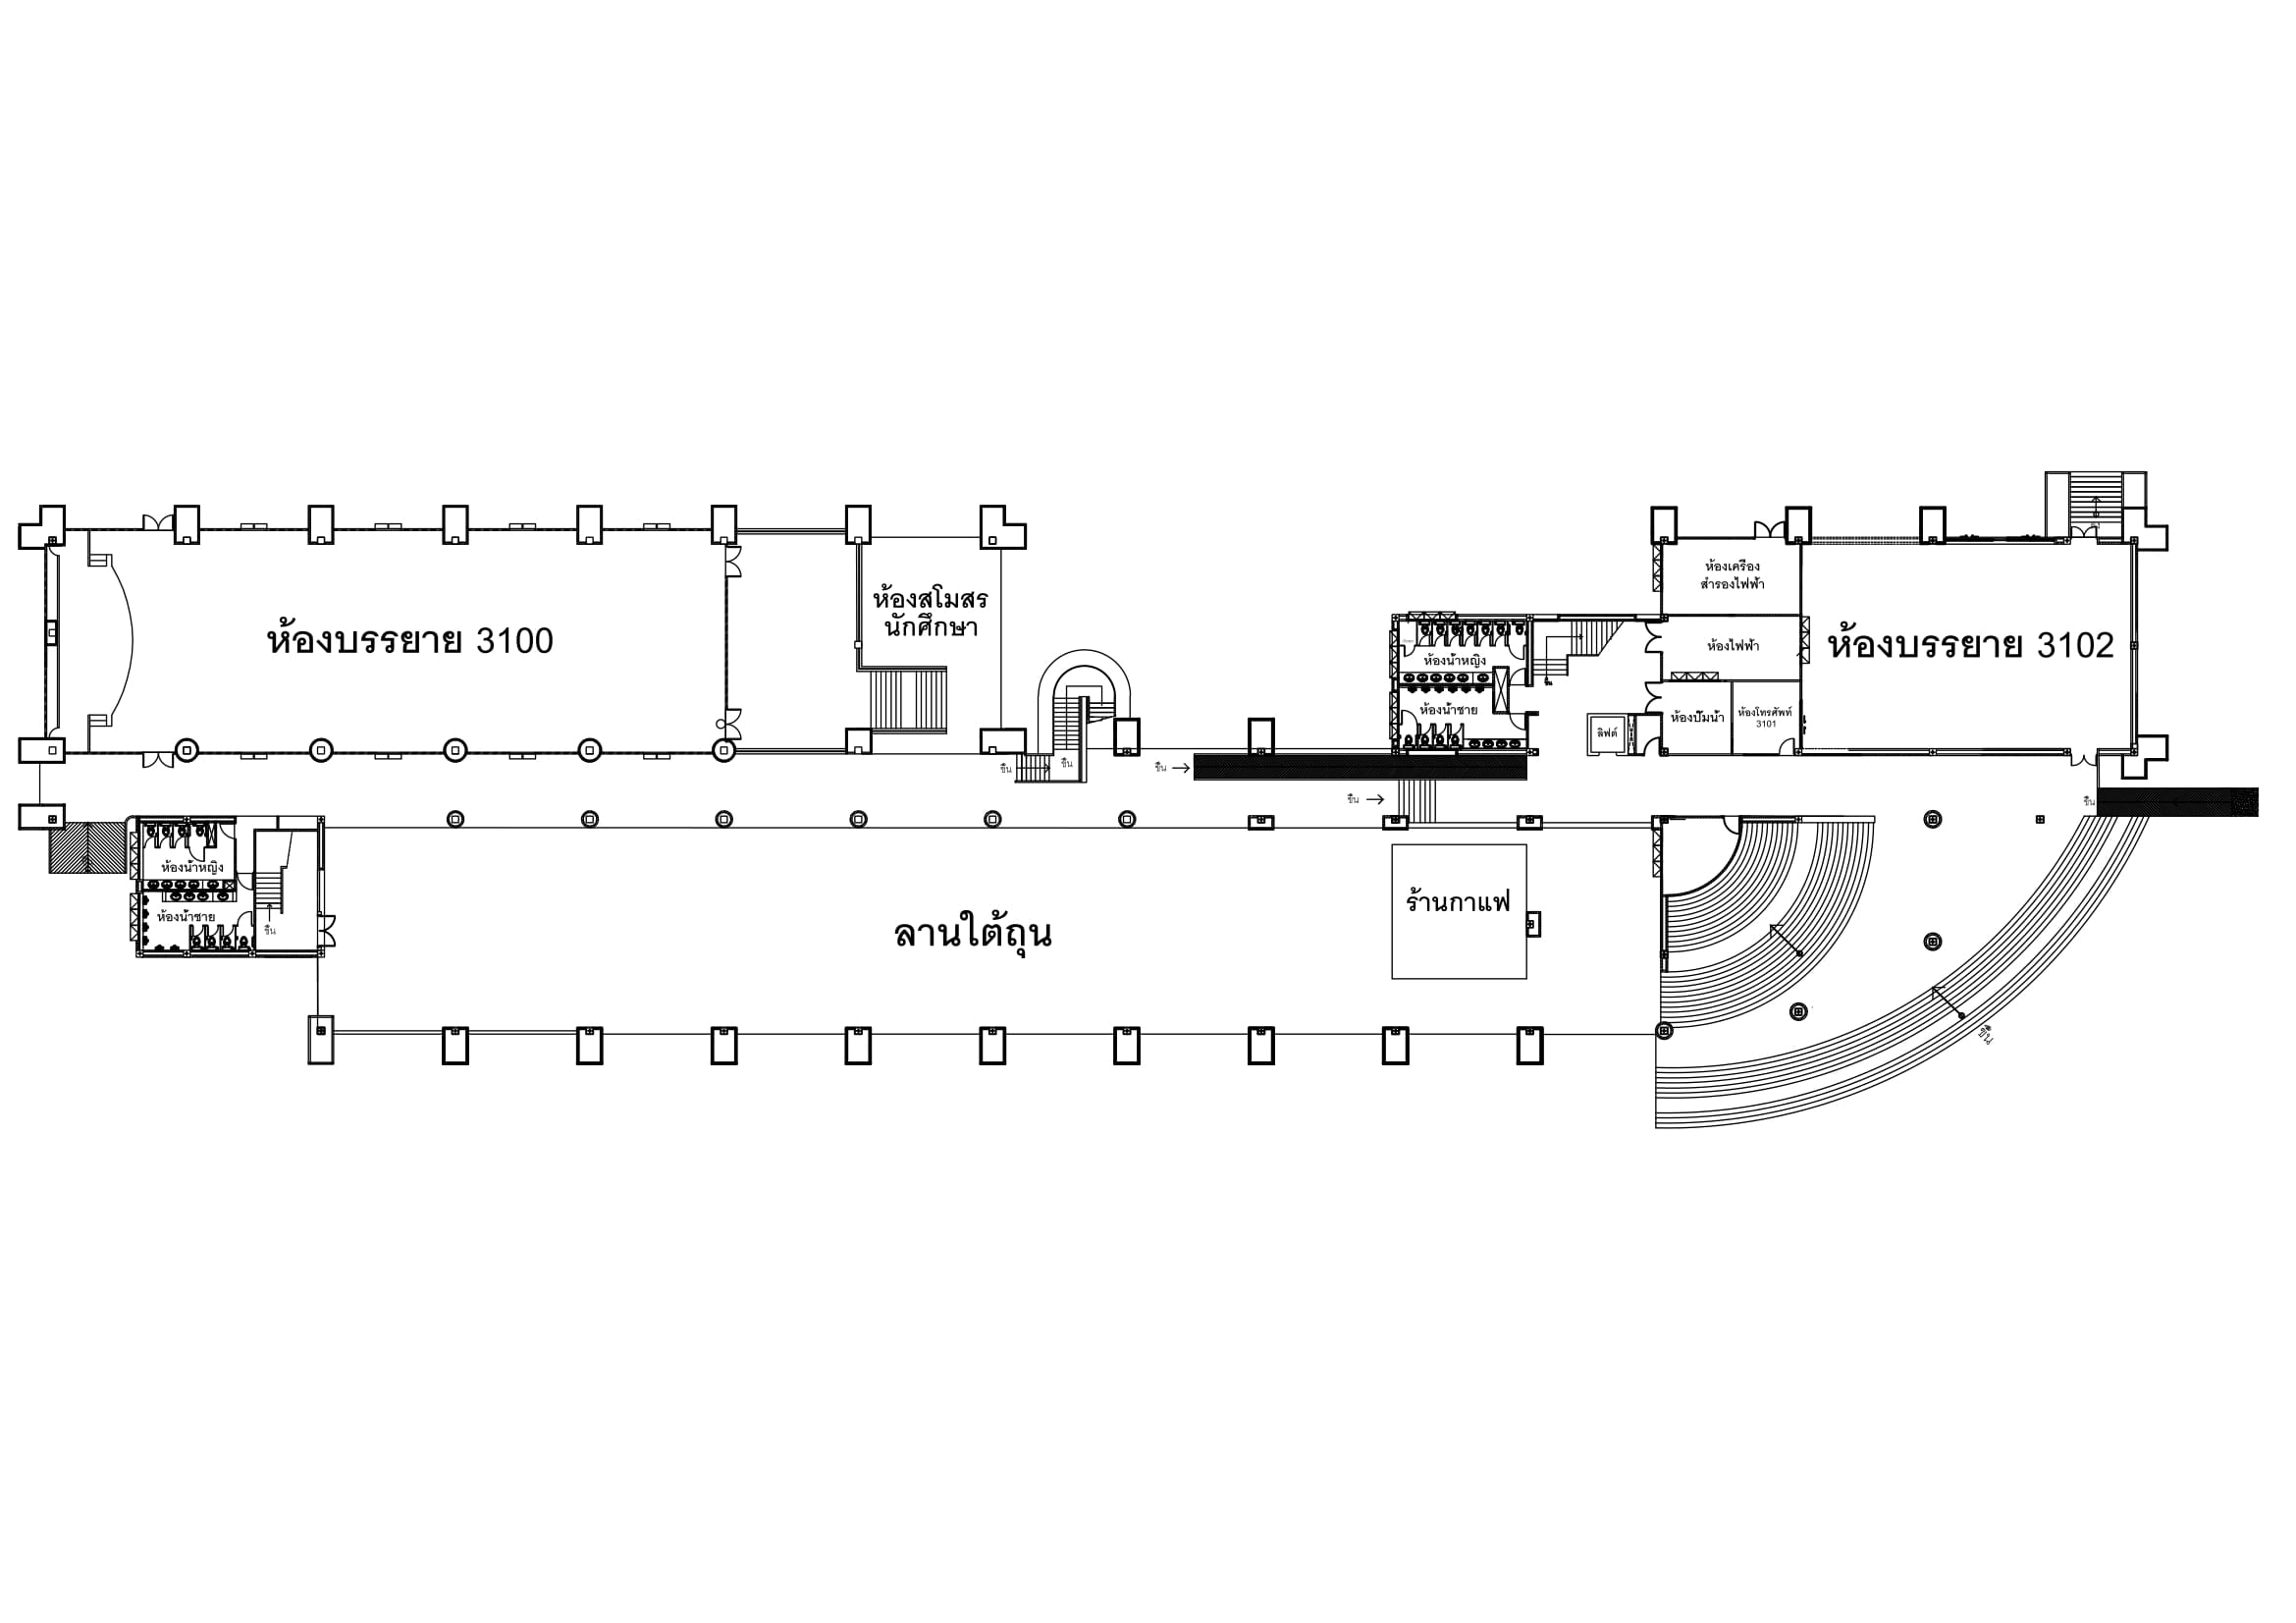 ห้องบรรยาย 3100
ห้องสโมสร
นักศึกษา
ขึ้น
ขึ้น
ขึ้น
ขึ้น
ห้องน้ำหญิง
ห้องน้ำชาย
ขึ้น
ลิฟต์
ห้องเครื่อง
สำรองไฟฟ้า
ห้องไฟฟ้า
ห้องปั๊มน้ำ
ห้องโทรศัพท์
3101
ห้องบรรยาย 3102
ขึ้น
ห้องน้ำหญิง
ห้องน้ำชาย
ขึ้น
ลานใต้ถุน
ร้านกาแฟ
ขึ้น